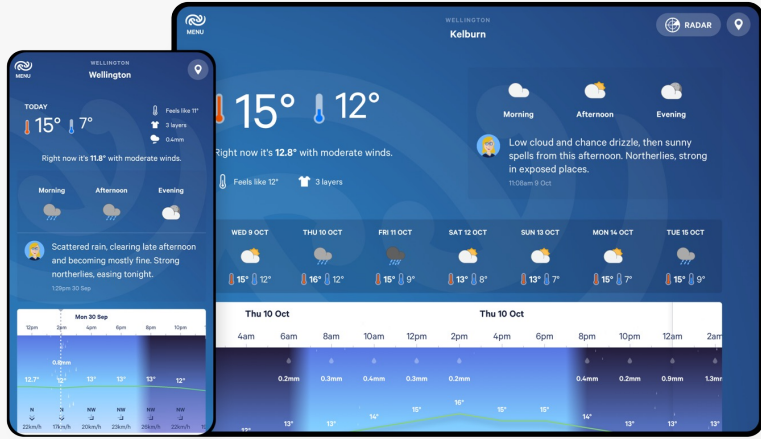 MENU
WELLINGTON
Wellington
TODAY
15° 7°
Feels like 11°
3 layers
0.4mm
Right now it's 11.8° with moderate winds.
Morning Afternoon Evening
Scattered rain, clearing late afternoon
and becoming mostly fine. Strong
northerlies, easing tonight.
1:29pm 30 Sep
Mon 30 Sep
12pm 2pm 4pm 6pm 8pm 10pm
0.8mm
12.7° 13° 13° 13° 12°
N NW NW NW NW
22km/h 17km/h 20km/h 23km/h 26km/h 22km/h
MENU
WELLINGTON
Kelburn
RADAR
15° 12°
Right now it's 12.8° with moderate winds.
Feels like 12° 3 layers
Morning Afternoon Evening
Low cloud and chance drizzle, then sunny
spells from this afternoon. Northerlies, strong
in exposed places.
11:08am 9 Oct
WED 9 OCT THU 10 OCT FRI 11 OCT SAT 12 OCT SUN 13 OCT MON 14 OCT TUE 15 OCT
15° 12° 16° 12° 15° 9° 13° 8° 13° 7° 15° 7° 15° 9°
Thu 10 Oct Thu 10 Oct
4am 6am 8am 10am 12pm 2pm 4pm 6pm 8pm 10pm 12am 2am
0.2mm 0.3mm 0.4mm 0.3mm 0.2mm 0.4mm 0.2mm 0.9mm 1.3mm
13° 13° 14° 15° 16° 15° 15° 14° 13° 13° 13°